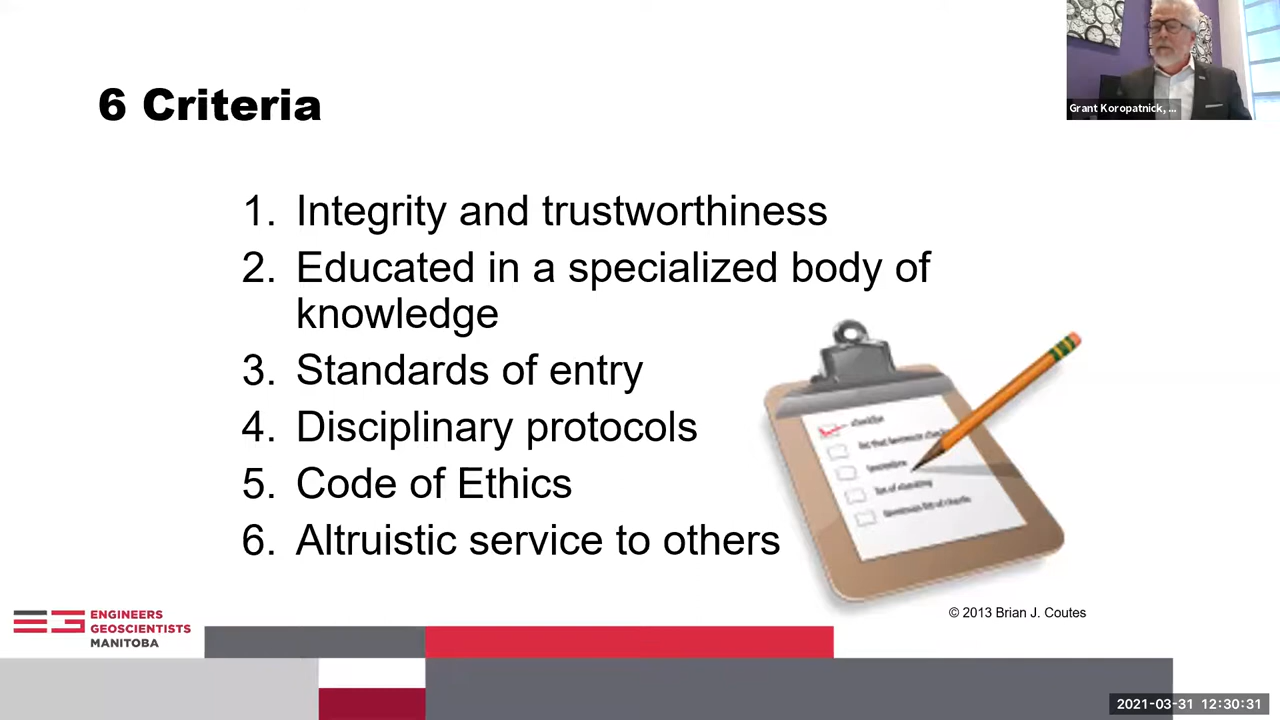 Grant Koropatnick, ...
6 Criteria
1. Integrity and trustworthiness
2. Educated in a specialized body of
knowledge
3. Standards of entry
4. Disciplinary protocols
5. Code of Ethics
6. Altruistic service to others
checklist
© 2013 Brian J. Coutes
ENGINEERS
GEOSCIENTISTS
MANITOBA
2021-03-31 12:30:31